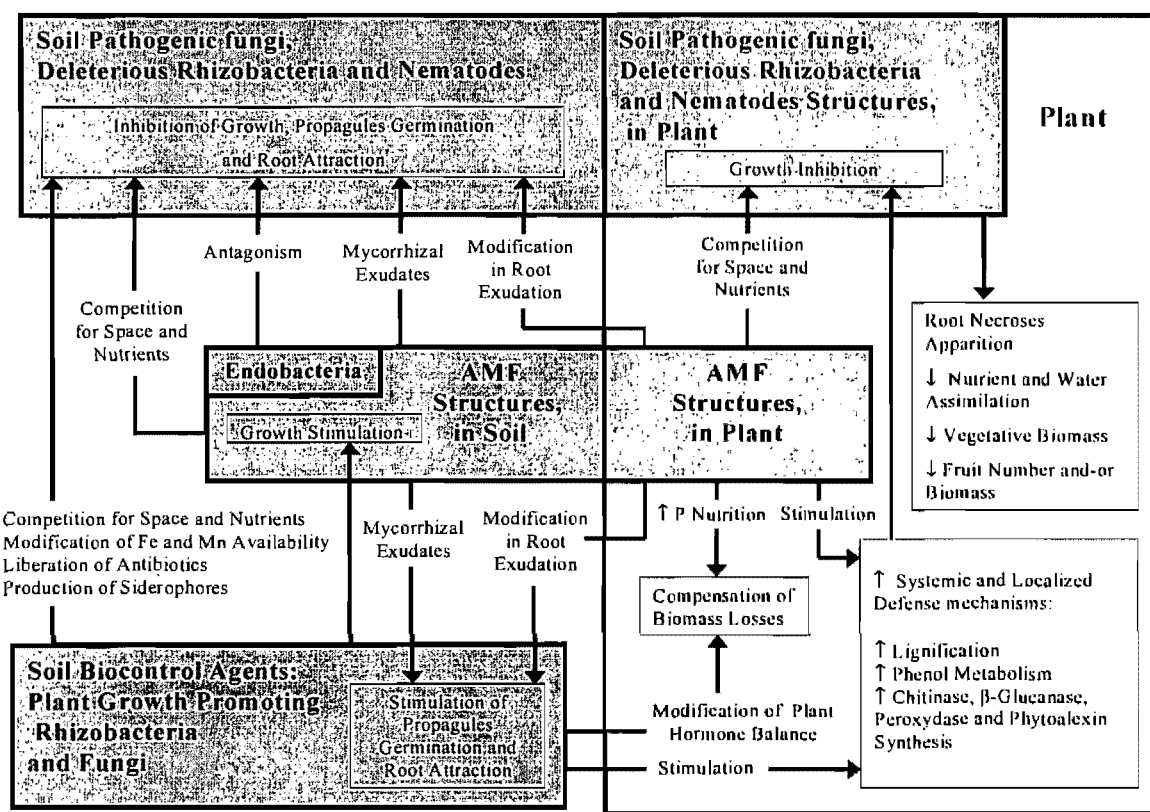 Soil Pathogenic fungi,
Deleterious Rhizobacteria and Nematodes
Inhibition of Growth, Propagules Germination
and Root Attraction
Soil Pathogenic fungi,
Deleterious Rhizobacteria
and Nematodes Structures,
in Plant
Growth Inhibition
Plant
Antagonism
Mycorrhizal
Exudates
Modification
in Root
Exudation
Competition
for Space and
Nutrients
Competition
for Space and
Nutrients
Root Necroses
Apparition
↓ Nutrient and Water
Assimilation
↓ Vegetative Biomass
↓ Fruit Number and-or
Biomass
Endobacteria
AMF
Structures,
in Soil
Growth Stimulation
AMF
Structures,
in Plant
Competition for Space and Nutrients
Modification of Fe and Mn Availability
Liberation of Antibiotics
Production of Siderophores
Mycorrhizal
Exudates
Modification
in Root
Exudation
↑ P Nutrition
Stimulation
Compensation of
Biomass Losses
↑ Systemic and Localized
Defense mechanisms:
↑ Lignification
↑ Phenol Metabolism
↑ Chitinase, β-Glucanase,
Peroxydase and Phytoalexin
Synthesis
Soil Biocontrol Agents:
Plant Growth Promoting
Rhizobacteria
and Fungi
Stimulation of
Propagules
Germination and
Root Attraction
Modification of Plant
Hormone Balance
Stimulation